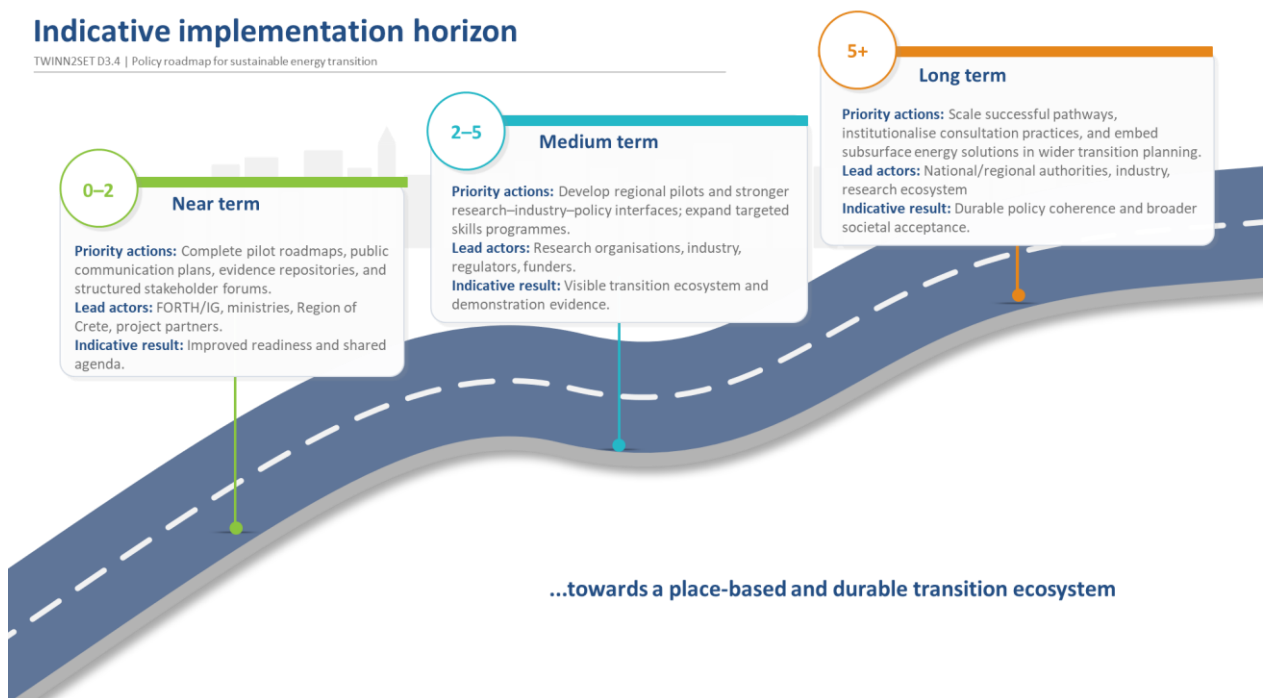 Indicative implementation horizon
TWINN2SET D3.4 | Policy roadmap for sustainable energy transition
0–2
Near term
Priority actions: Complete pilot roadmaps, public
communication plans, evidence repositories, and
structured stakeholder forums.
Lead actors: FORTH/IG, ministries, Region of
Crete, project partners.
Indicative result: Improved readiness and shared
agenda.
2–5
Medium term
Priority actions: Develop regional pilots and stronger
research–industry–policy interfaces; expand targeted
skills programmes.
Lead actors: Research organisations, industry,
regulators, funders.
Indicative result: Visible transition ecosystem and
demonstration evidence.
5+
Long term
Priority actions: Scale successful pathways,
institutionalise consultation practices, and embed
subsurface energy solutions in wider transition planning.
Lead actors: National/regional authorities, industry,
research ecosystem
Indicative result: Durable policy coherence and broader
societal acceptance.
...towards a place-based and durable transition ecosystem